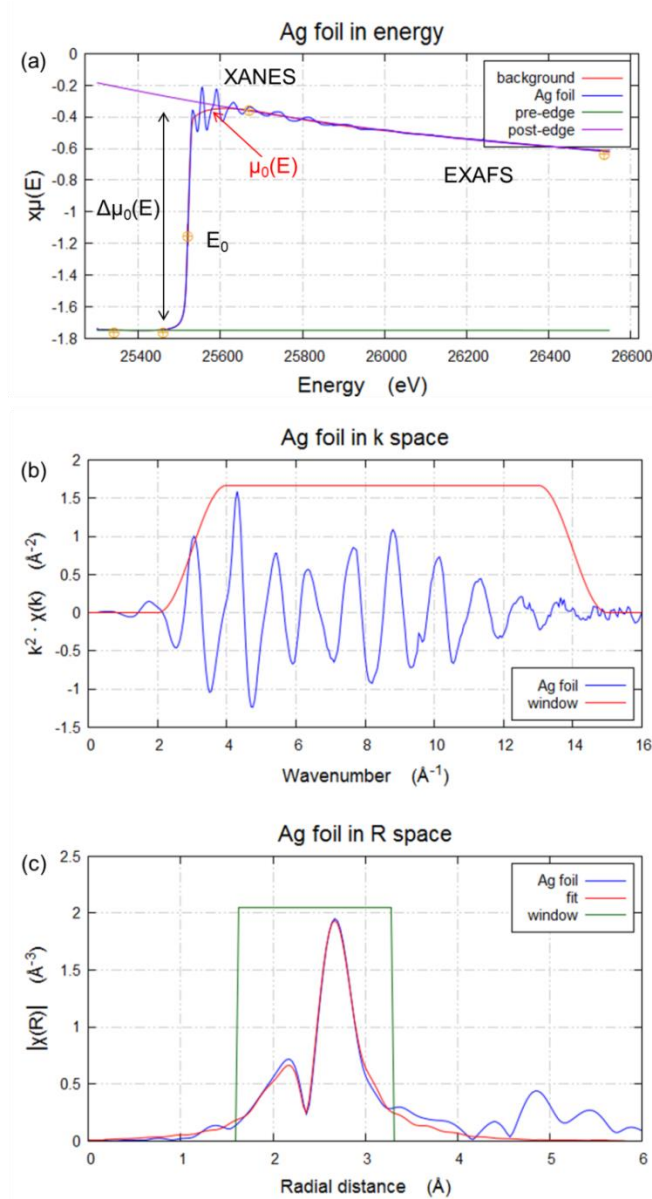 Ag foil in energy
(a)
XANES
background
Ag foil
pre-edge
post-edge
μ₀(E)
EXAFS
Δμ₀(E)
E₀
xμ(E)
0
-0.2
-0.4
-0.6
-0.8
-1
-1.2
-1.4
-1.6
-1.8
25400 25600 25800 26000 26200 26400 26600
Energy (eV)
Ag foil in k space
(b)
k² · χ(k) (Å⁻²)
2
1.5
1
0.5
0
-0.5
-1
-1.5
Ag foil
window
0 2 4 6 8 10 12 14 16
Wavenumber (Å⁻¹)
Ag foil in R space
(c)
|χ(R)| (Å⁻³)
2.5
2
1.5
1
0.5
0
Ag foil
fit
window
0 1 2 3 4 5 6
Radial distance (Å)